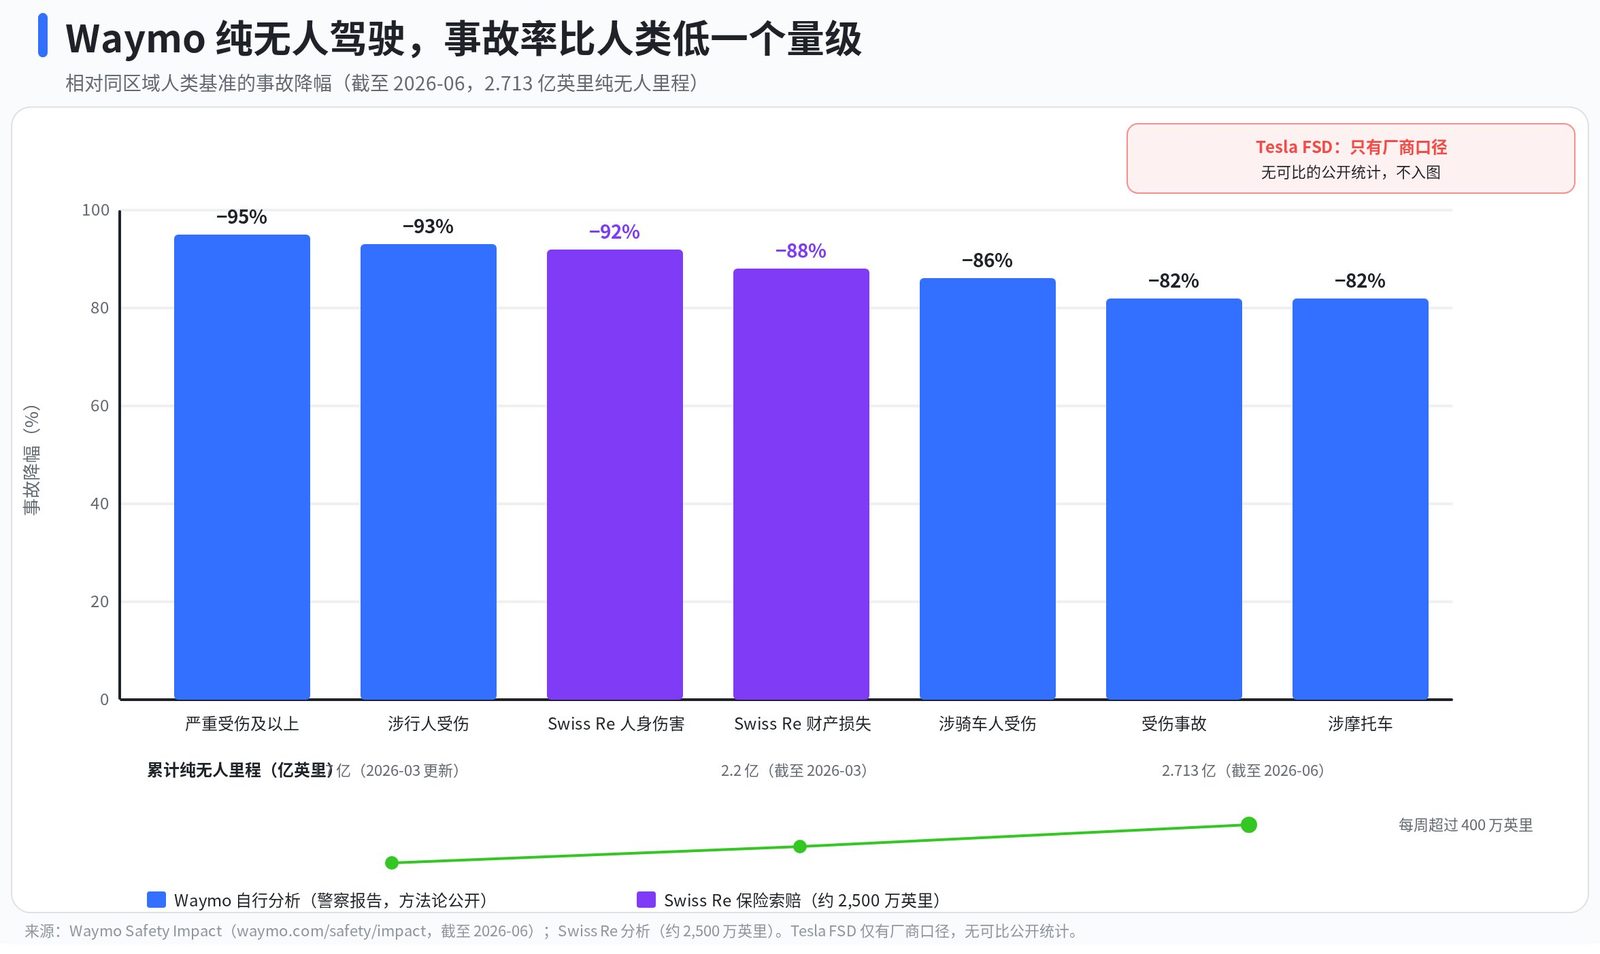 Waymo 纯无人驾驶，事故率比人类低一个量级
相对同区域人类基准的事故降幅（截至 2026-06，2.713 亿英里纯无人里程）
Tesla FSD：只有厂商口径
无可比的公开统计，不入图
事故降幅（%）
100
80
60
40
20
0
−95%
−93%
−92%
−88%
−86%
−82%
−82%
严重受伤及以上
涉行人受伤
Swiss Re 人身伤害
Swiss Re 财产损失
涉骑车人受伤
受伤事故
涉摩托车
累计纯无人里程（亿英里）
亿（2026-03 更新）
2.2 亿（截至 2026-03）
2.713 亿（截至 2026-06）
每周超过 400 万英里
Waymo 自行分析（警察报告，方法论公开）
Swiss Re 保险索赔（约 2,500 万英里）
来源：Waymo Safety Impact（waymo.com/safety/impact，截至 2026-06）；Swiss Re 分析（约 2,500 万英里）。Tesla FSD 仅有厂商口径，无可比公开统计。